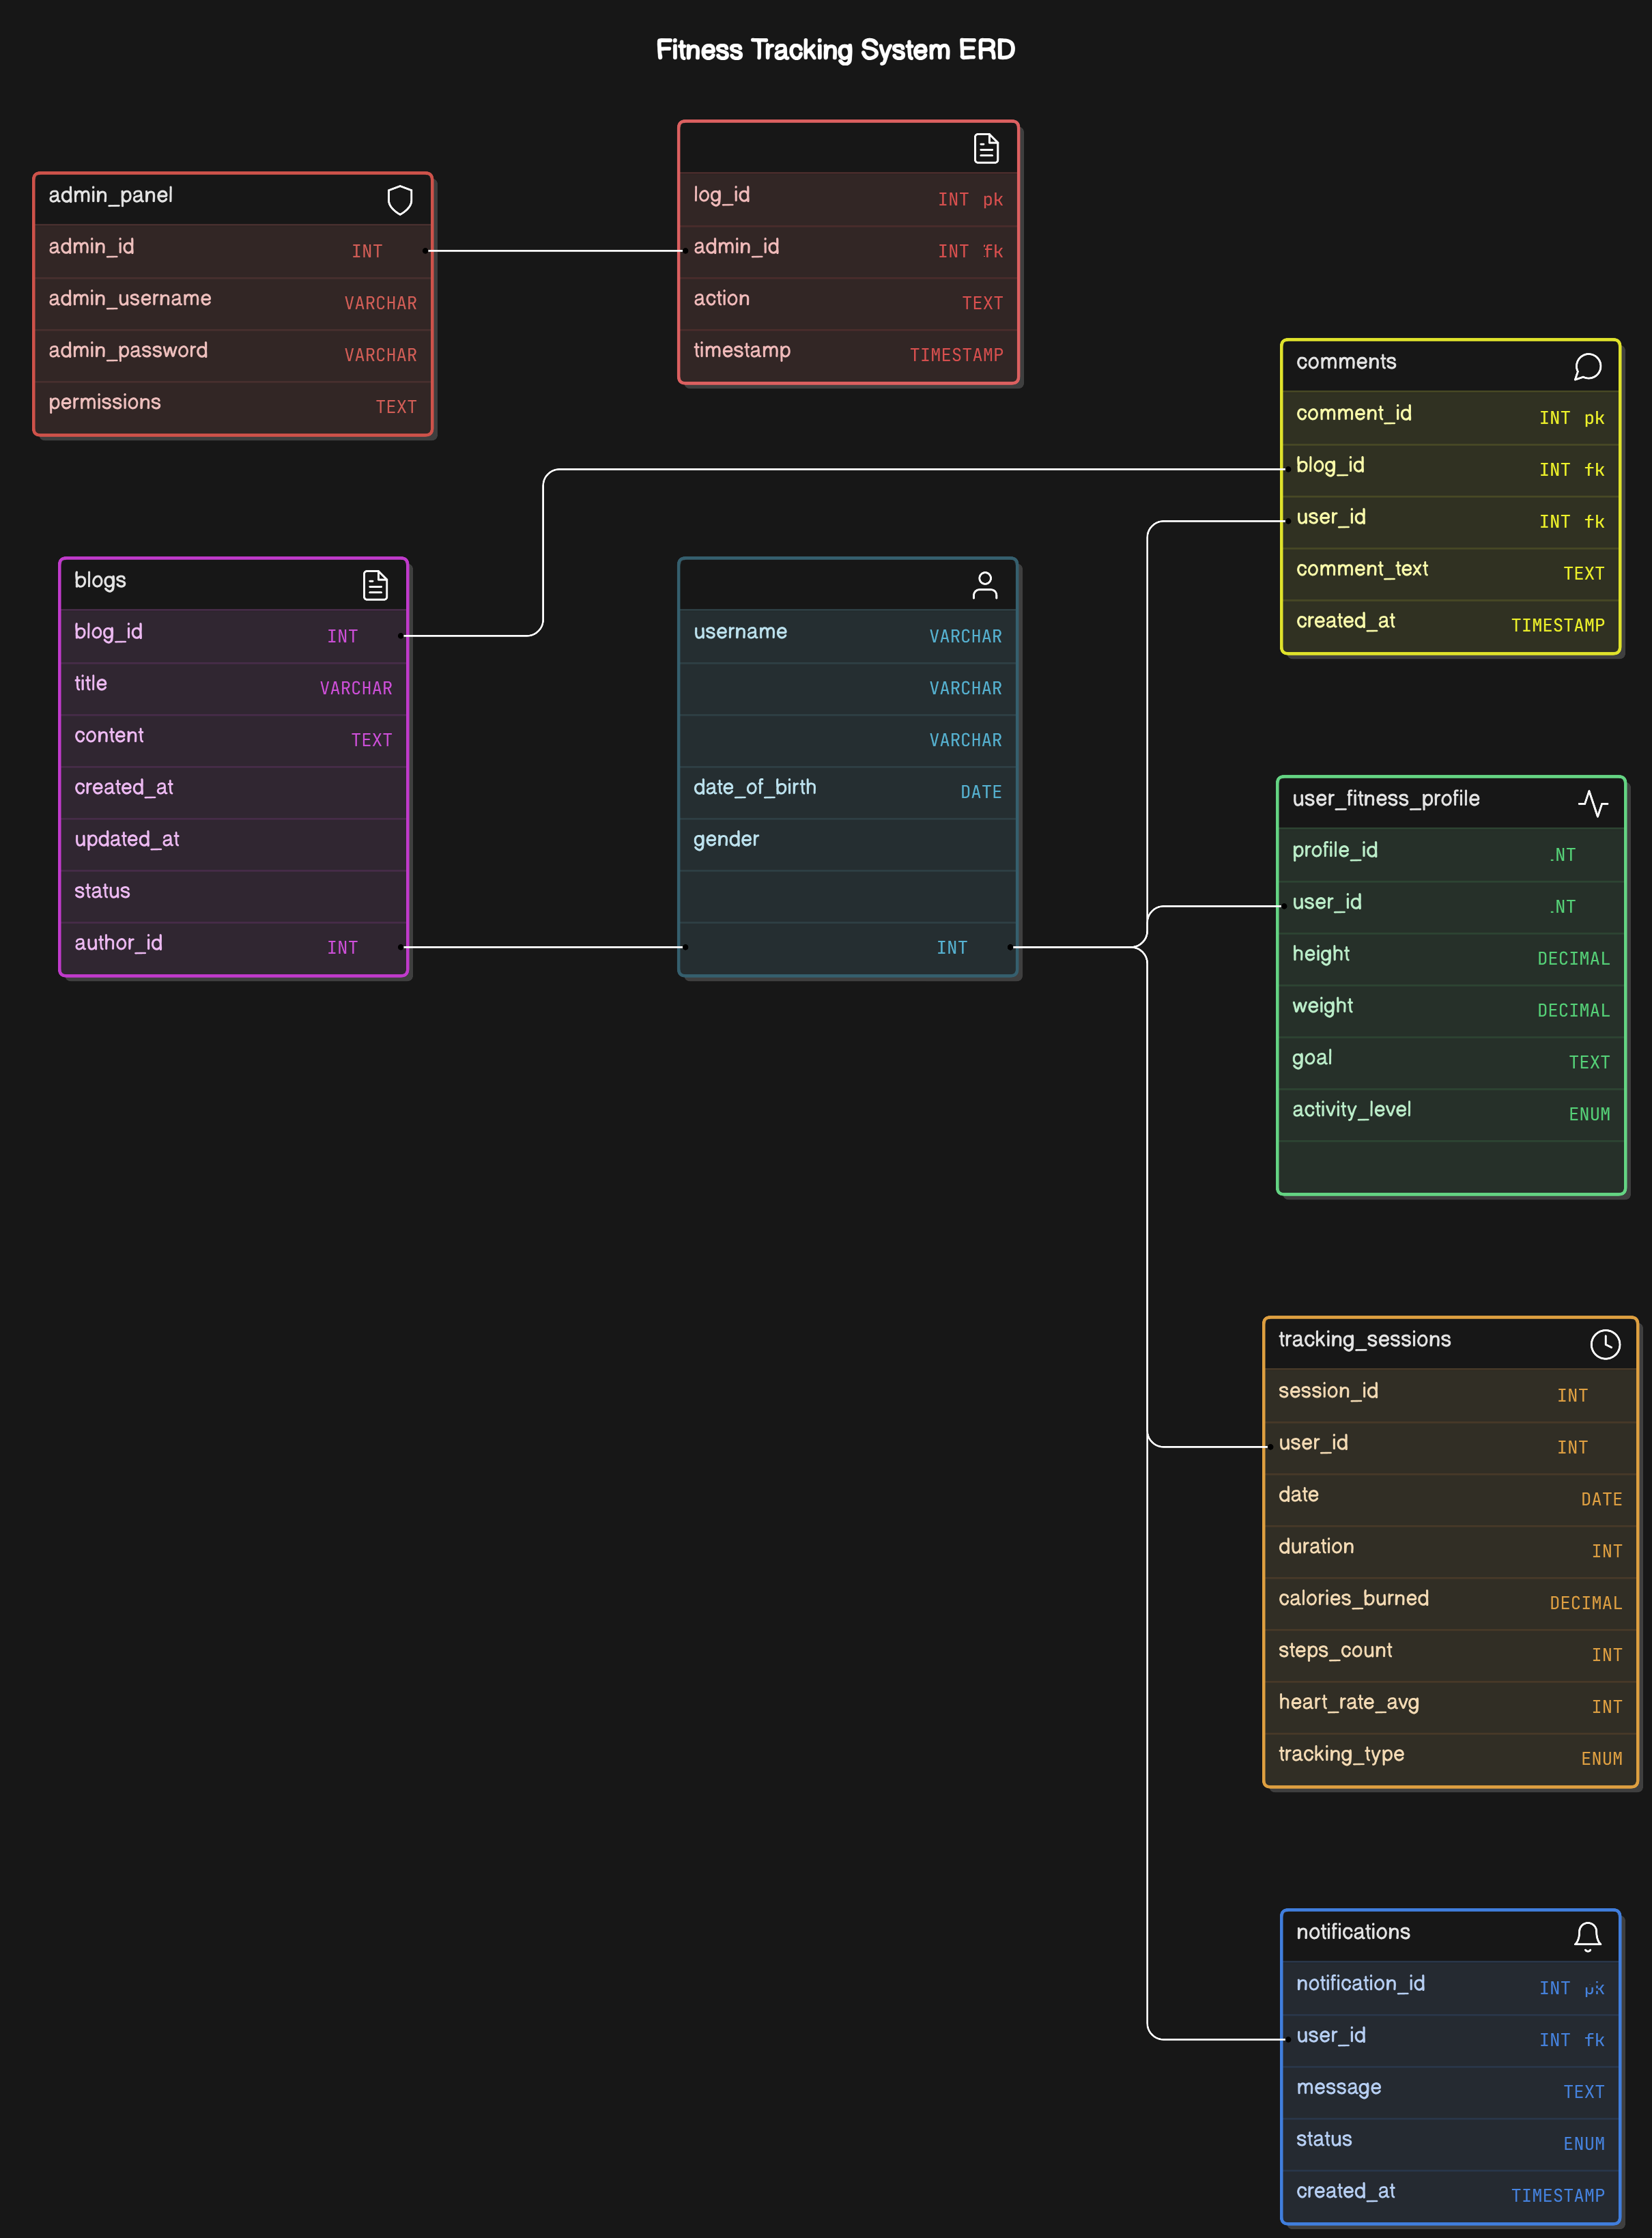 Fitness Tracking System ERD
admin_panel
admin_id INT
admin_username VARCHAR
admin_password VARCHAR
permissions TEXT
log_id INT pk
admin_id INT fk
action TEXT
timestamp TIMESTAMP
comments
comment_id INT pk
blog_id INT fk
user_id INT fk
comment_text TEXT
created_at TIMESTAMP
blogs
blog_id INT
title VARCHAR
content TEXT
created_at
updated_at
status
author_id INT
username VARCHAR
VARCHAR
VARCHAR
date_of_birth DATE
gender
INT
user_fitness_profile
profile_id
user_id
height DECIMAL
weight DECIMAL
goal TEXT
activity_level ENUM
tracking_sessions
session_id INT
user_id INT
date DATE
duration INT
calories_burned DECIMAL
steps_count INT
heart_rate_avg INT
tracking_type ENUM
notifications
notification_id INT pk
user_id INT fk
message TEXT
status ENUM
created_at TIMESTAMP